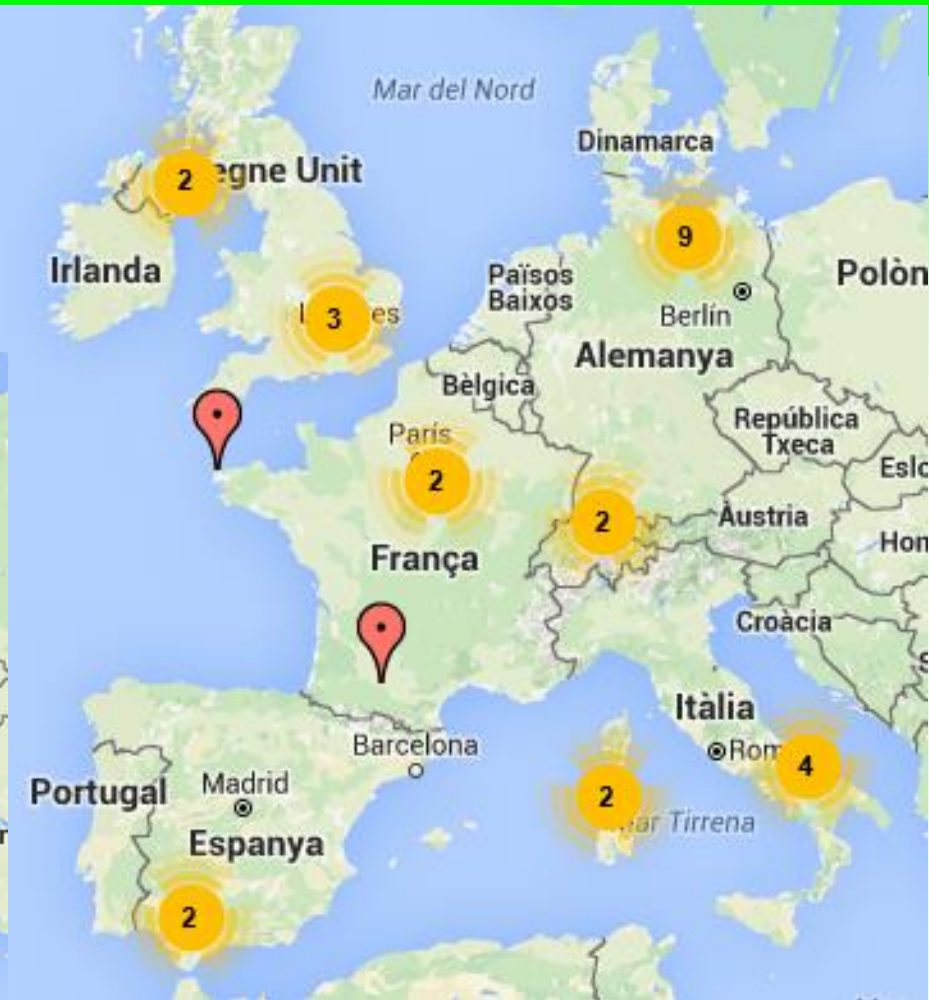 Mar del Nord
Dinamarca
2
egne Unit
9
Irlanda
Països
Baixos
Polòn
Berlín
3
es
Alemanya
Bèlgica
República
Txeca
París
Eslo
2
2
Àustria
Hon
França
Croàcia
Itàlia
Barcelona
Rom
4
Portugal
Madrid
2
ar Tirrena
Espanya
2